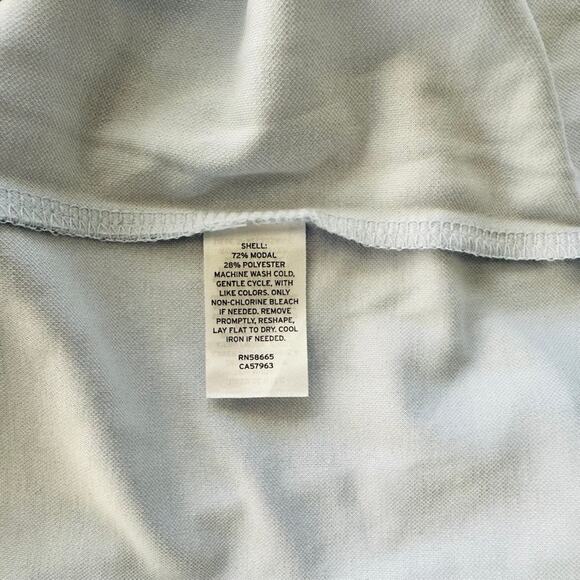 SHELL:
72% MODAL
28% POLYESTER
MACHINE WASH COLD,
GENTLE CYCLE, WITH
LIKE COLORS. ONLY
NON-CHLORINE BLEACH
IF NEEDED. REMOVE
PROMPTLY, RESHAPE,
LAY FLAT TO DRY. COOL
IRON IF NEEDED.
RN58665
CA57963